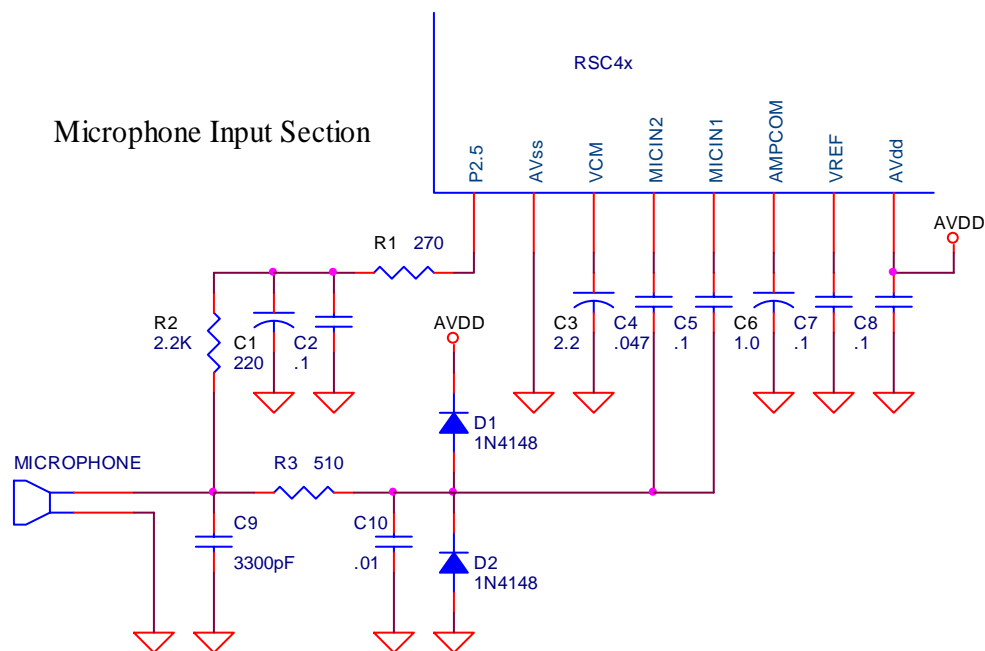 RSC4x
Microphone Input Section
P2.5
AVss
VCM
MICIN2
MICIN1
AMPCOM
VREF
AVdd
AVDD
R1 270
R2
2.2K
C1
220
C2
.1
AVDD
C3
2.2
C4
.047
C5
.1
C6
1.0
C7
.1
C8
.1
D1
1N4148
MICROPHONE
R3 510
C9
3300pF
C10
.01
D2
1N4148